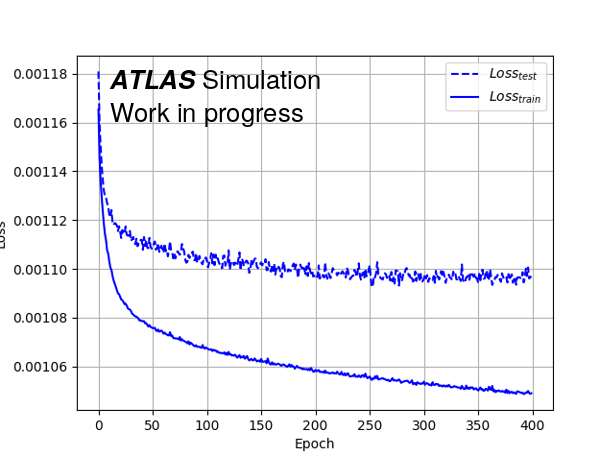 ATLAS Simulation
Work in progress
Loss_test
Loss_train
0.00118
0.00116
0.00114
0.00112
0.00110
0.00108
0.00106
Loss
0 50 100 150 200 250 300 350 400
Epoch